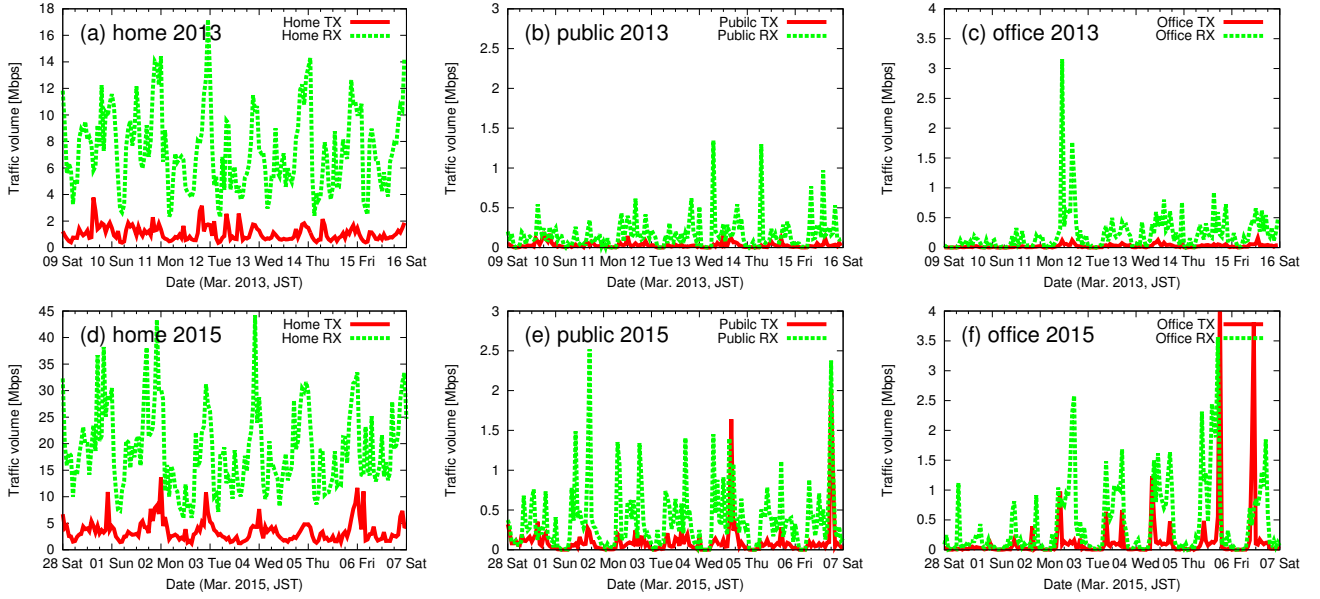 (a) home 2013
Home TX
Home RX
Traffic volume [Mbps]
18
16
14
12
10
8
6
4
2
0
09 Sat 10 Sun 11 Mon 12 Tue 13 Wed 14 Thu 15 Fri 16 Sat
Date (Mar. 2013, JST)
(b) public 2013
Public TX
Public RX
Traffic volume [Mbps]
3
2.5
2
1.5
1
0.5
0
09 Sat 10 Sun 11 Mon 12 Tue 13 Wed 14 Thu 15 Fri 16 Sat
Date (Mar. 2013, JST)
(c) office 2013
Office TX
Office RX
Traffic volume [Mbps]
4
3.5
3
2.5
2
1.5
1
0.5
0
09 Sat 10 Sun 11 Mon 12 Tue 13 Wed 14 Thu 15 Fri 16 Sat
Date (Mar. 2013, JST)
(d) home 2015
Home TX
Home RX
Traffic volume [Mbps]
45
40
35
30
25
20
15
10
5
0
28 Sat 01 Sun 02 Mon 03 Tue 04 Wed 05 Thu 06 Fri 07 Sat
Date (Mar. 2015, JST)
(e) public 2015
Public TX
Public RX
Traffic volume [Mbps]
3
2.5
2
1.5
1
0.5
0
28 Sat 01 Sun 02 Mon 03 Tue 04 Wed 05 Thu 06 Fri 07 Sat
Date (Mar. 2015, JST)
(f) office 2015
Office TX
Office RX
Traffic volume [Mbps]
4
3.5
3
2.5
2
1.5
1
0.5
0
28 Sat 01 Sun 02 Mon 03 Tue 04 Wed 05 Thu 06 Fri 07 Sat
Date (Mar. 2015, JST)